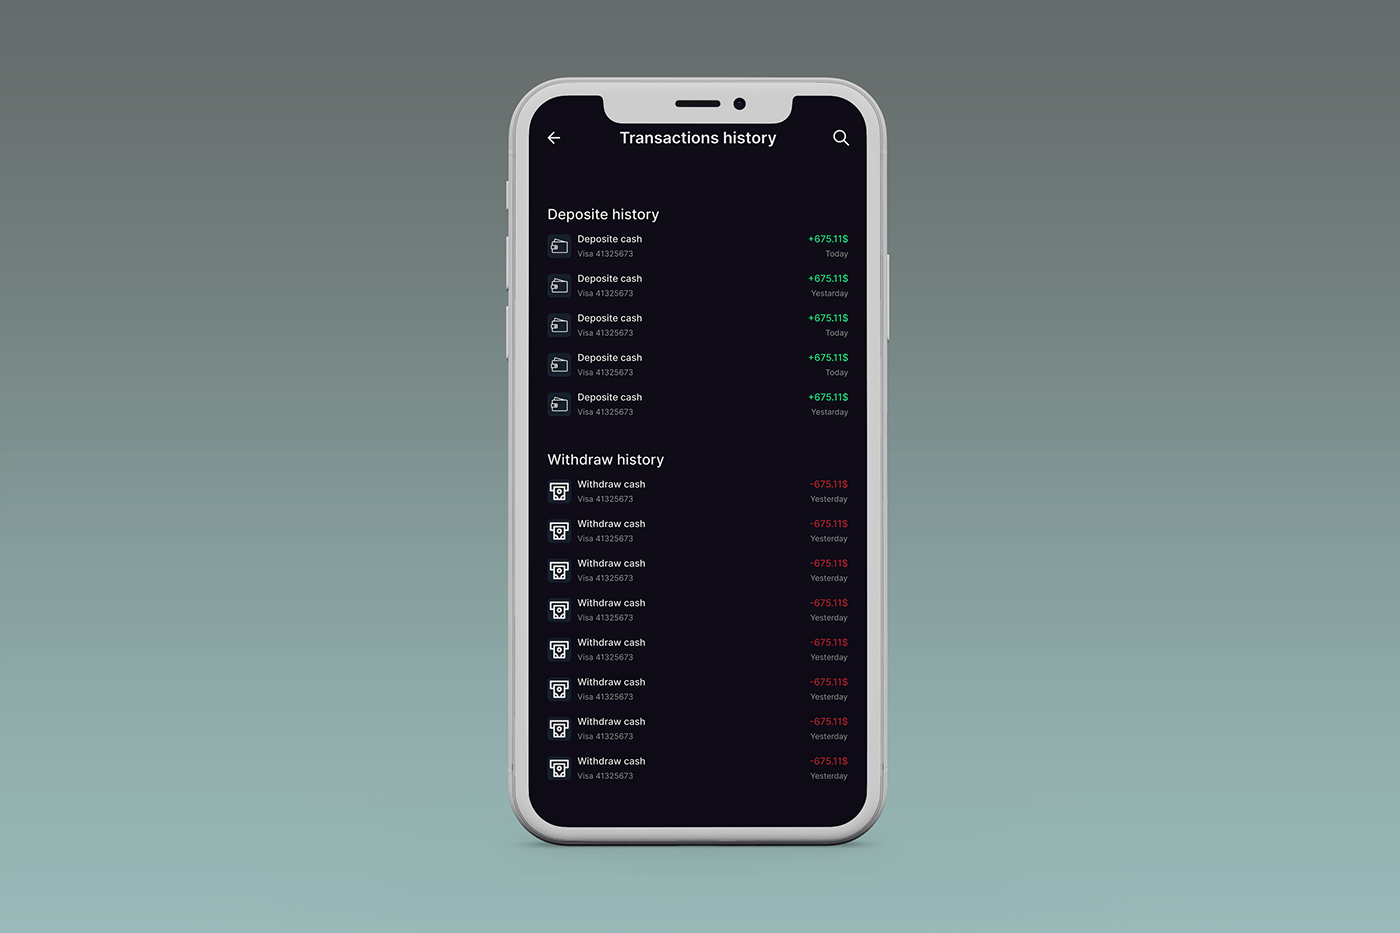 Transactions history
Deposite history
Deposite cash +675.11$
Visa 41325673 Today
Deposite cash +675.11$
Visa 41325673 Yestarday
Deposite cash +675.11$
Visa 41325673 Today
Deposite cash +675.11$
Visa 41325673 Today
Deposite cash +675.11$
Visa 41325673 Yestarday
Withdraw history
Withdraw cash -675.11$
Visa 41325673 Yesterday
Withdraw cash -675.11$
Visa 41325673 Yesterday
Withdraw cash -675.11$
Visa 41325673 Yesterday
Withdraw cash -675.11$
Visa 41325673 Yesterday
Withdraw cash -675.11$
Visa 41325673 Yesterday
Withdraw cash -675.11$
Visa 41325673 Yesterday
Withdraw cash -675.11$
Visa 41325673 Yesterday
Withdraw cash -675.11$
Visa 41325673 Yesterday